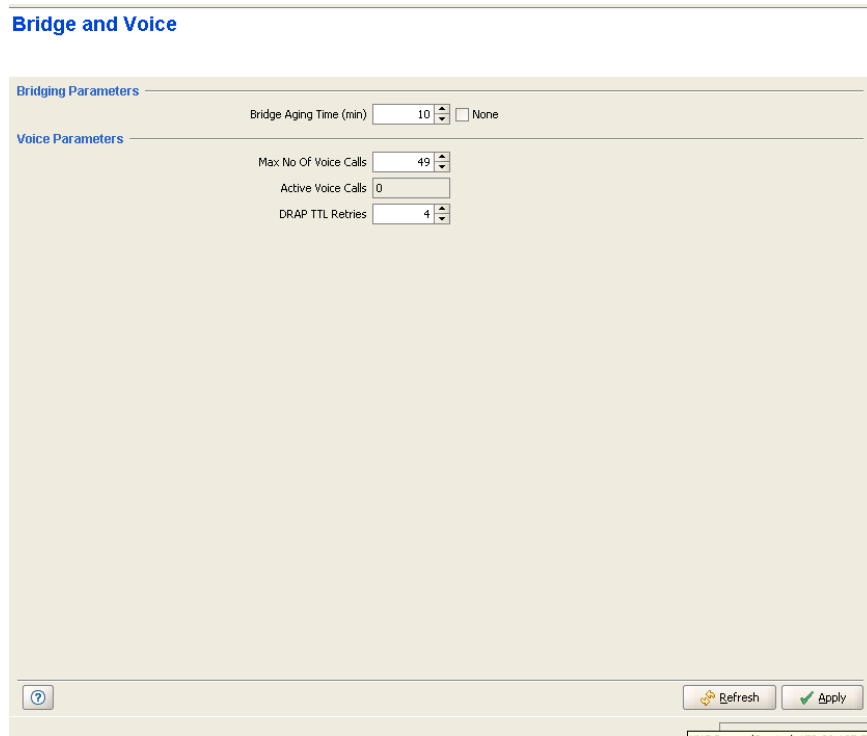 Bridge and Voice
Bridging Parameters
Bridge Aging Time (min) 10 None
Voice Parameters
Max No Of Voice Calls 49
Active Voice Calls 0
DRAP TTL Retries 4
? Refresh Apply